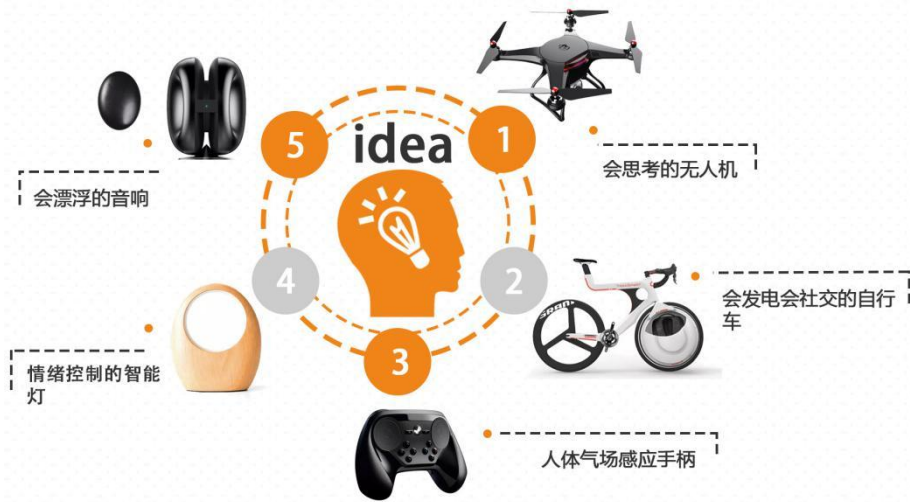 idea
1
会思考的无人机
2
会发电会社交的自行
车
3
人体气场感应手柄
4
情绪控制的智能
灯
5
会漂浮的音响